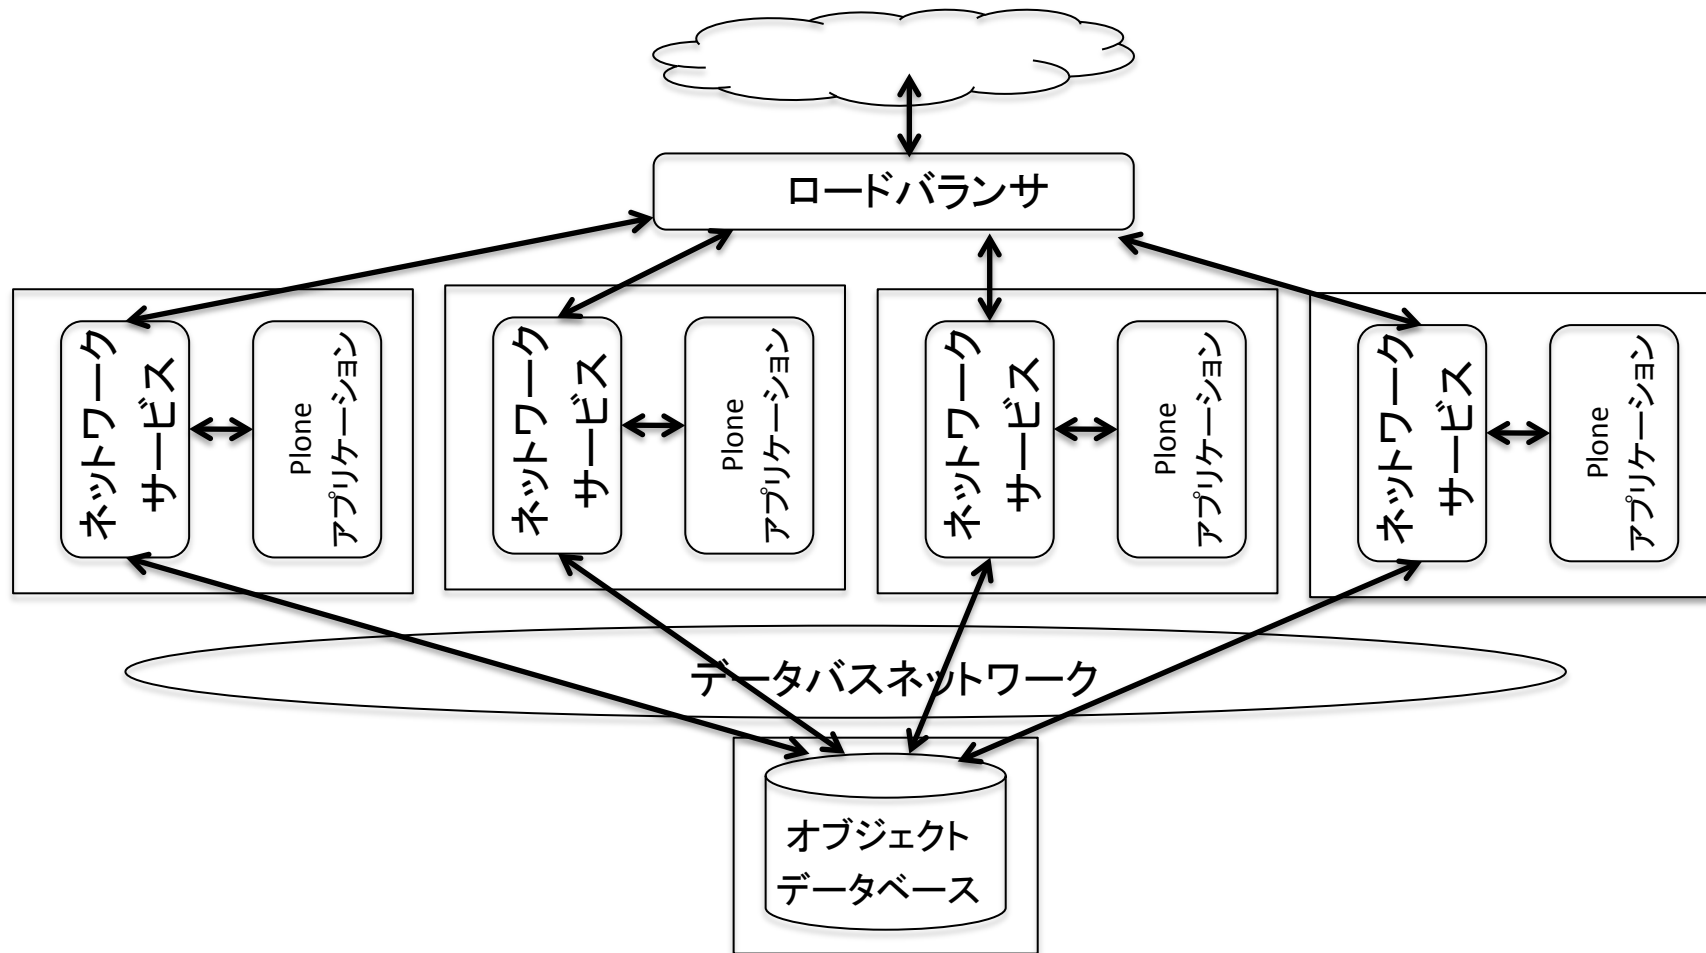 ロードバランサ
ネットワーク
サービス
Plone
アプリケーション
ネットワーク
サービス
Plone
アプリケーション
ネットワーク
サービス
Plone
アプリケーション
ネットワーク
サービス
Plone
アプリケーション
データバスネットワーク
オブジェクト
データベース